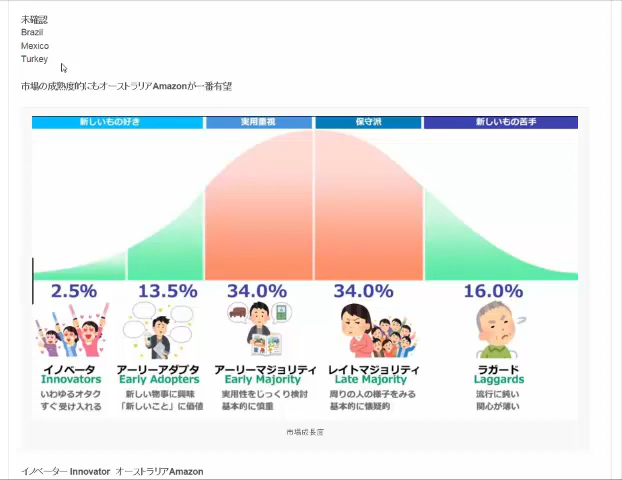 未確認
Brazil
Mexico
Turkey
市場の成熟度的にもオーストラリアAmazonが一番有望
新しいもの好き 実用重視 保守派 新しいもの苦手
2.5% 13.5% 34.0% 34.0% 16.0%
イノベータ アーリーアダプタ アーリーマジョリティ レイトマジョリティ ラガード
Innovators Early Adopters Early Majority Late Majority Laggards
いわゆるオタク 新しい物事に興味 実用性をじっくり検討 周りの人の様子をみる 流行に鈍い
すぐ受け入れる 「新しいこと」に価値 基本的に慎重 基本的に懐疑的 関心が薄い
市場成長度
イノベーター Innovator オーストラリアAmazon